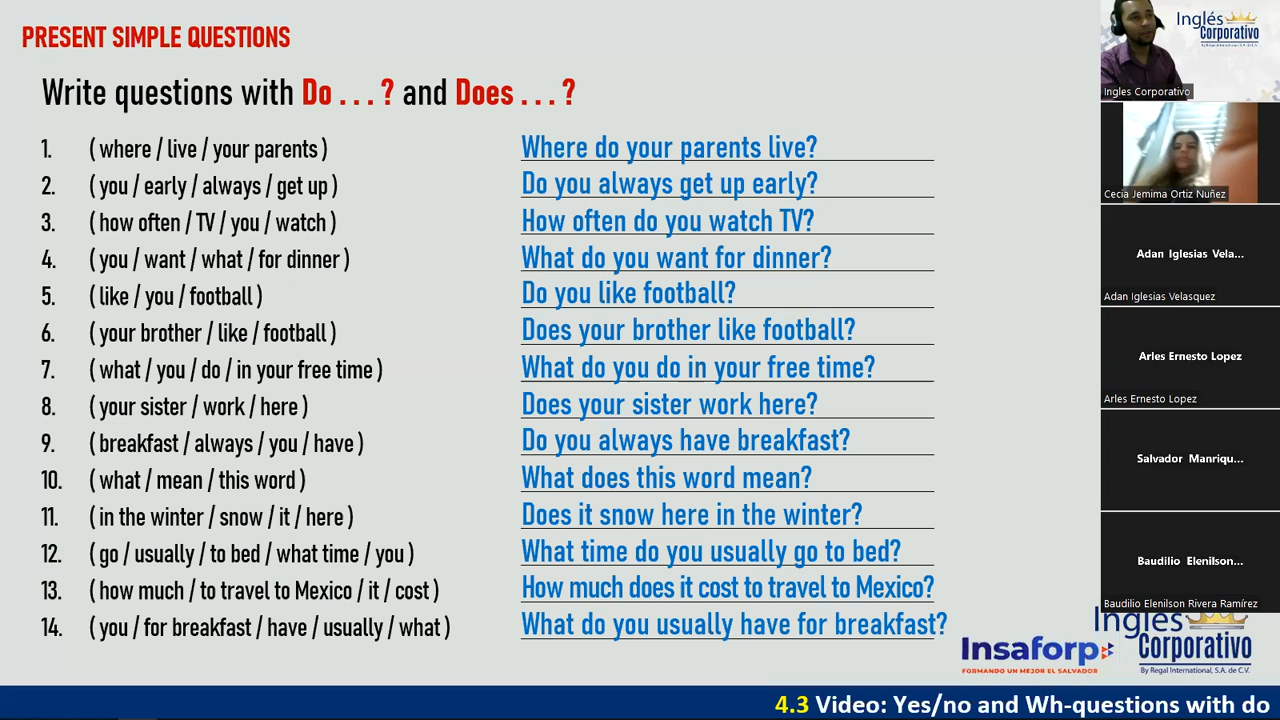 PRESENT SIMPLE QUESTIONS
Write questions with Do . . . ? and Does . . . ?
1. ( where / live / your parents ) Where do your parents live?
2. ( you / early / always / get up ) Do you always get up early?
3. ( how often / TV / you / watch ) How often do you watch TV?
4. ( you / want / what / for dinner ) What do you want for dinner?
5. ( like / you / football ) Do you like football?
6. ( your brother / like / football ) Does your brother like football?
7. ( what / you / do / in your free time ) What do you do in your free time?
8. ( your sister / work / here ) Does your sister work here?
9. ( breakfast / always / you / have ) Do you always have breakfast?
10. ( what / mean / this word ) What does this word mean?
11. ( in the winter / snow / it / here ) Does it snow here in the winter?
12. ( go / usually / to bed / what time / you ) What time do you usually go to bed?
13. ( how much / to travel to Mexico / it / cost ) How much does it cost to travel to Mexico?
14. ( you / for breakfast / have / usually / what ) What do you usually have for breakfast?
Insaforp
FORMANDO UN MEJOR EL SALVADOR
Inglés
Corporativo
By Regal International, S.A. de C.V.
4.3 Video: Yes/no and Wh-questions with do
Inglés
Corporativo
By Regal International, S.A. de C.V.
Ingles Corporativo
Cecia Jemima Ortiz Nuñez
Adan Iglesias Vela...
Adan Iglesias Velasquez
Arles Ernesto Lopez
Arles Ernesto Lopez
Salvador Manriqu...
Baudilio Elenilson...
Baudilio Elenilson Rivera Ramírez